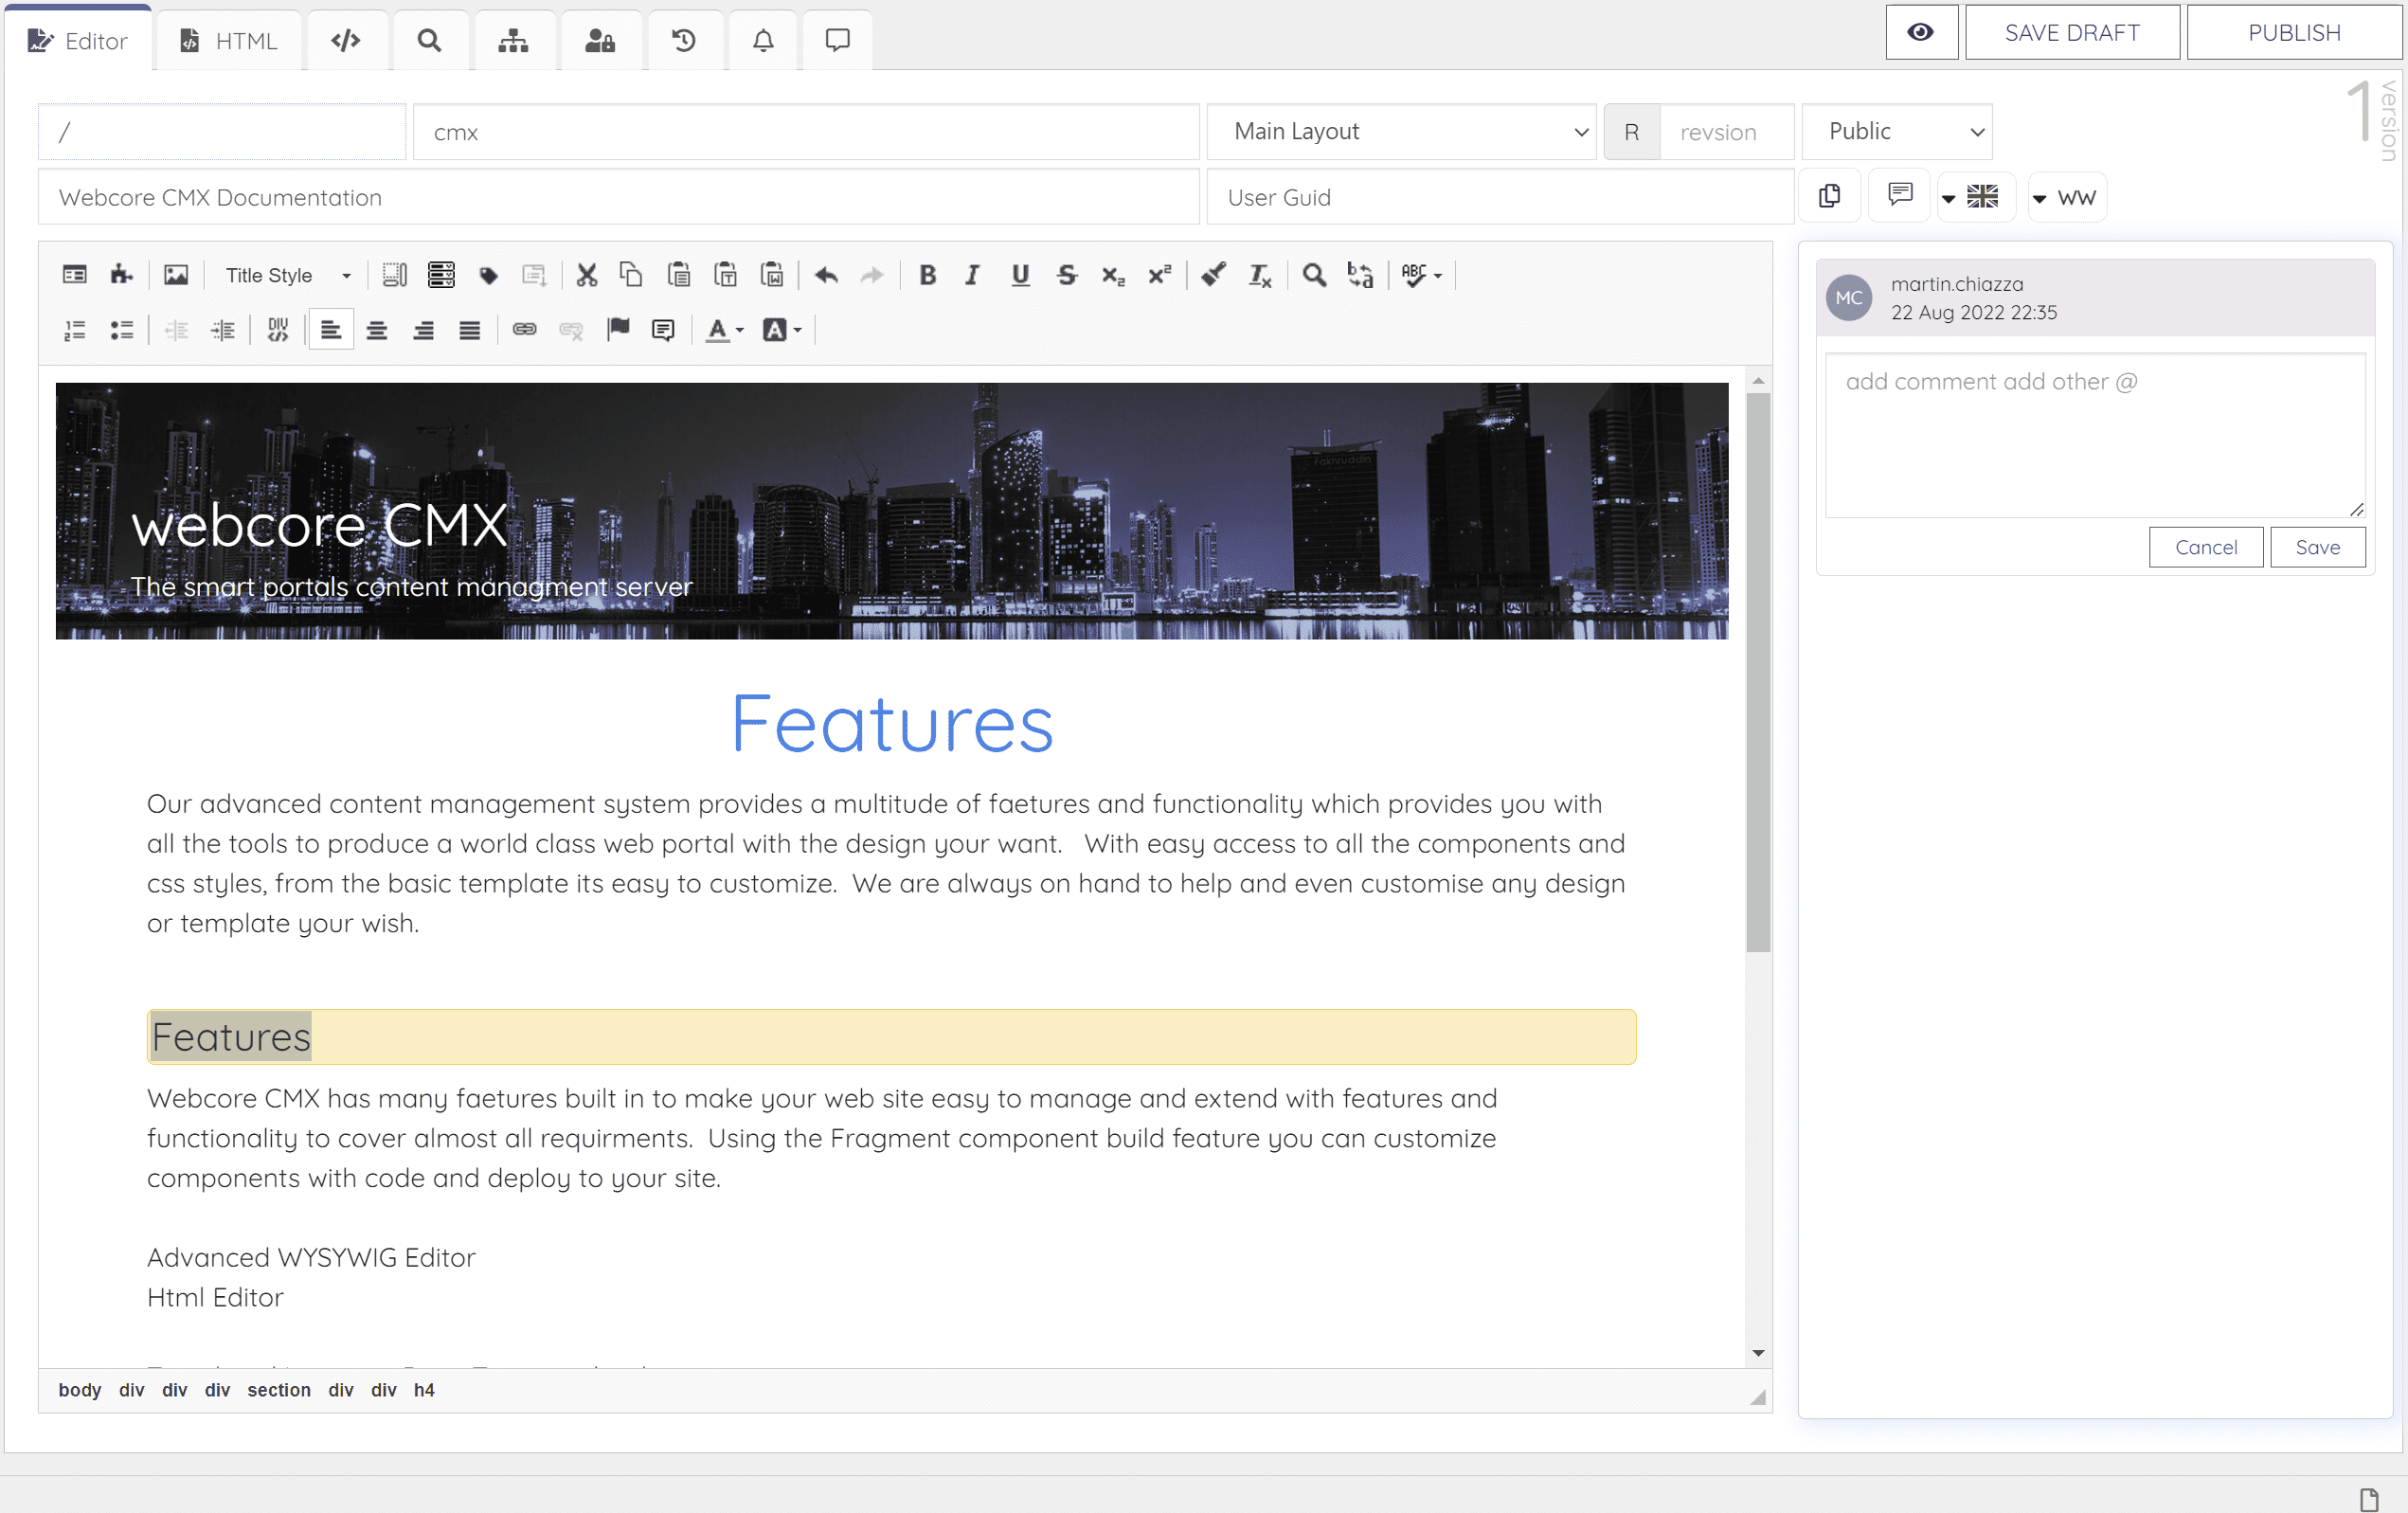 Editor HTML SAVE DRAFT PUBLISH
1 version
/ cmx Main Layout R revsion Public
Webcore CMX Documentation User Guid WW
Title Style ABC
DIV
martin.chiazza
MC
22 Aug 2022 22:35
add comment add other @
Cancel Save
Fakhruddin
webcore CMX
The smart portals content managment server
Features
Our advanced content management system provides a multitude of faetures and functionality which provides you with
all the tools to produce a world class web portal with the design your want. With easy access to all the components and
css styles, from the basic template its easy to customize. We are always on hand to help and even customise any design
or template your wish.
Features
Webcore CMX has many faetures built in to make your web site easy to manage and extend with features and
functionality to cover almost all requirments. Using the Fragment component build feature you can customize
components with code and deploy to your site.
Advanced WYSYWIG Editor
Html Editor
body div div div section div div h4